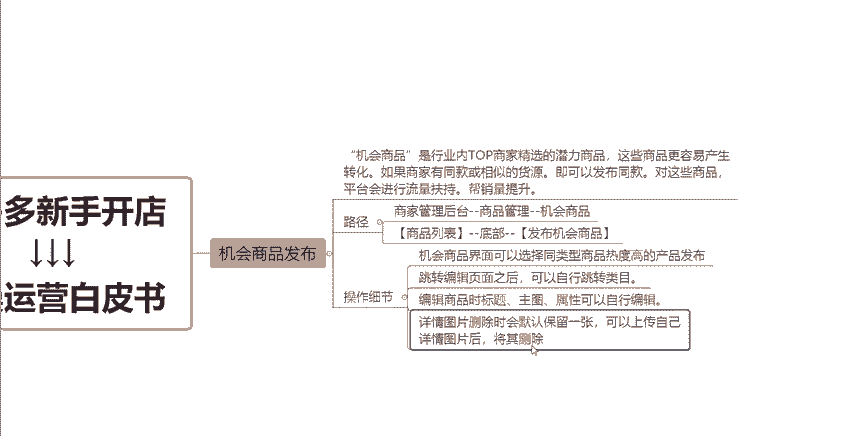 多新手开店
↓↓↓
运营白皮书
机会商品发布
“机会商品”是行业内TOP商家精选的潜力商品，这些商品更容易产生
转化。如果商家有同款或相似的货源。即可以发布同款。对这些商品，
平台会进行流量扶持。帮销量提升。
路径
商家管理后台--商品管理--机会商品
【商品列表】--底部--【发布机会商品】
操作细节
机会商品界面可以选择同类型商品热度高的产品发布
跳转编辑页面之后，可以自行跳转类目。
编辑商品时标题、主图、属性可以自行编辑。
详情图片删除时会默认保留一张，可以上传自己
详情图片后，将其删除